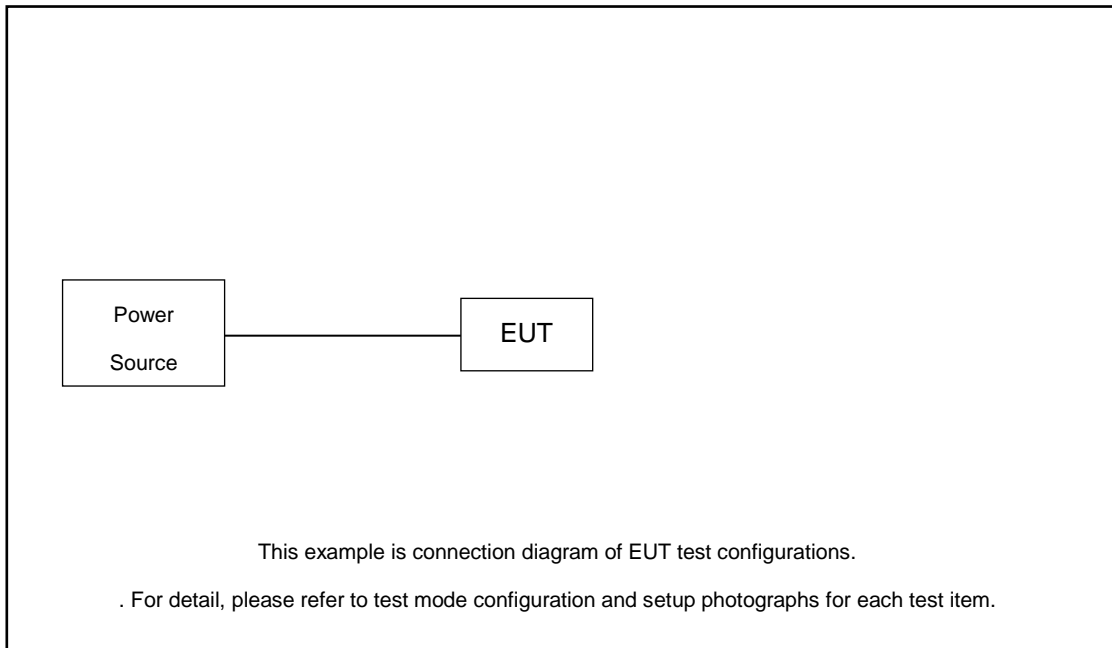 Power
Source
EUT
This example is connection diagram of EUT test configurations.
. For detail, please refer to test mode configuration and setup photographs for each test item.